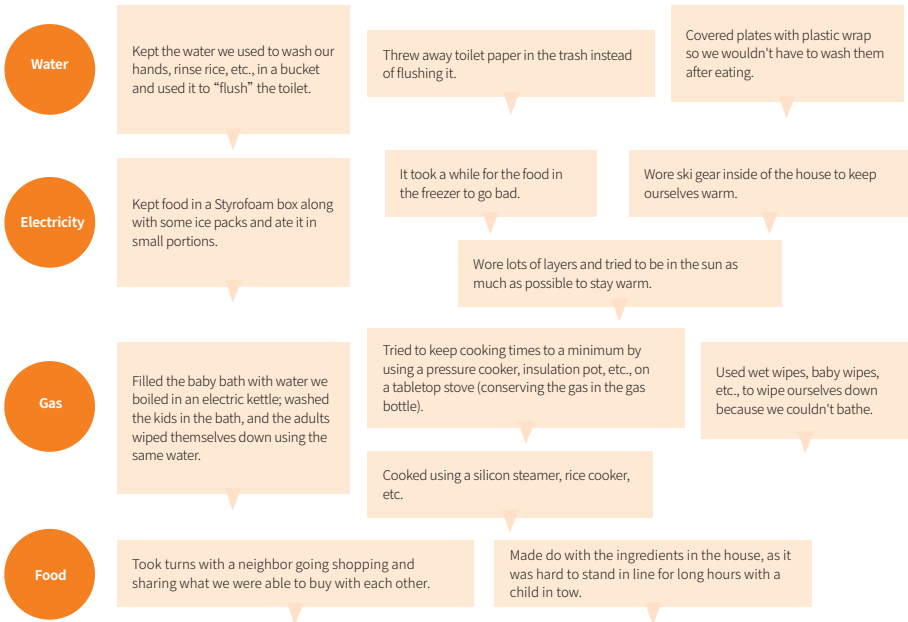 Water
Kept the water we used to wash our
hands, rinse rice, etc., in a bucket
and used it to “flush” the toilet.
Threw away toilet paper in the trash instead
of flushing it.
Covered plates with plastic wrap
so we wouldn't have to wash them
after eating.
Electricity
Kept food in a Styrofoam box along
with some ice packs and ate it in
small portions.
It took a while for the food in
the freezer to go bad.
Wore ski gear inside of the house to keep
ourselves warm.
Wore lots of layers and tried to be in the sun as
much as possible to stay warm.
Gas
Filled the baby bath with water we
boiled in an electric kettle; washed
the kids in the bath, and the adults
wiped themselves down using the
same water.
Tried to keep cooking times to a minimum by
using a pressure cooker, insulation pot, etc., on
a tabletop stove (conserving the gas in the gas
bottle).
Used wet wipes, baby wipes,
etc., to wipe ourselves down
because we couldn't bathe.
Cooked using a silicon steamer, rice cooker,
etc.
Food
Took turns with a neighbor going shopping and
sharing what we were able to buy with each other.
Made do with the ingredients in the house, as it
was hard to stand in line for long hours with a
child in tow.